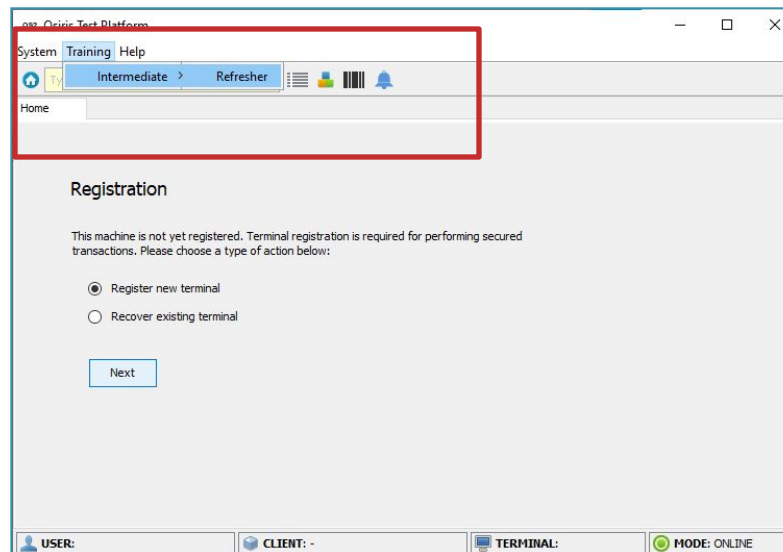 Osiris Test Platform
System Training Help
Ty Intermediate > Refresher
Home
Registration
This machine is not yet registered. Terminal registration is required for performing secured
transactions. Please choose a type of action below:
Register new terminal
Recover existing terminal
Next
USER: CLIENT: - TERMINAL: MODE: ONLINE